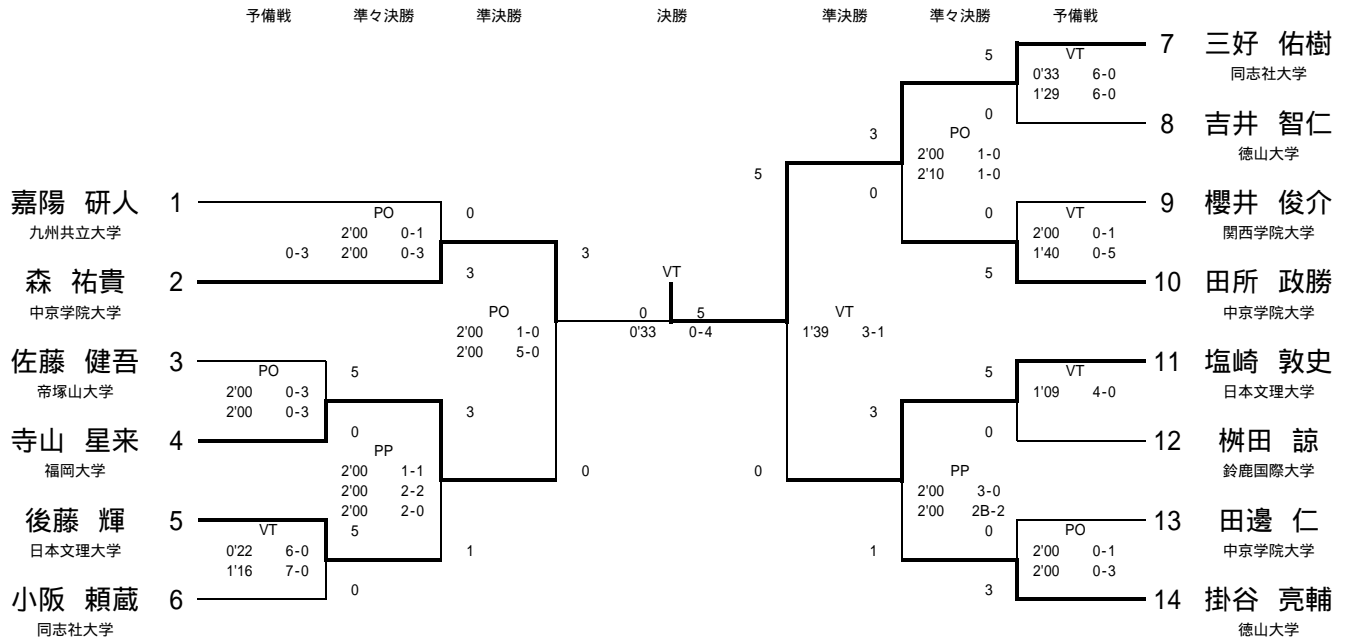 予備戦 準々決勝 準決勝 決勝 準決勝 準々決勝 予備戦
1 嘉陽 研人
九州共立大学
2 森 祐貴
中京学院大学
3 佐藤 健吾
帝塚山大学
4 寺山 星来
福岡大学
5 後藤 輝
日本文理大学
6 小阪 頼蔵
同志社大学
PO
2'00 0-3
2'00 0-3
VT
0'22 6-0
1'16 7-0
PO
2'00 0-1
0-3 2'00 0-3
5
0
PP
2'00 1-1
2'00 2-2
2'00 2-0
5
0
0
3
PO
2'00 1-0
2'00 5-0
3
1
3
0
VT
0 5
0'33 0-4
5
0
VT
1'39 3-1
3
0
3
1
5
0
PO
2'00 1-0
2'10 1-0
0
5
5
0
PP
2'00 3-0
2'00 2B-2
0
3
VT
0'33 6-0
1'29 6-0
VT
2'00 0-1
1'40 0-5
VT
1'09 4-0
PO
2'00 0-1
2'00 0-3
7 三好 佑樹
同志社大学
8 吉井 智仁
徳山大学
9 櫻井 俊介
関西学院大学
10 田所 政勝
中京学院大学
11 塩崎 敦史
日本文理大学
12 桝田 諒
鈴鹿国際大学
13 田邊 仁
中京学院大学
14 掛谷 亮輔
徳山大学